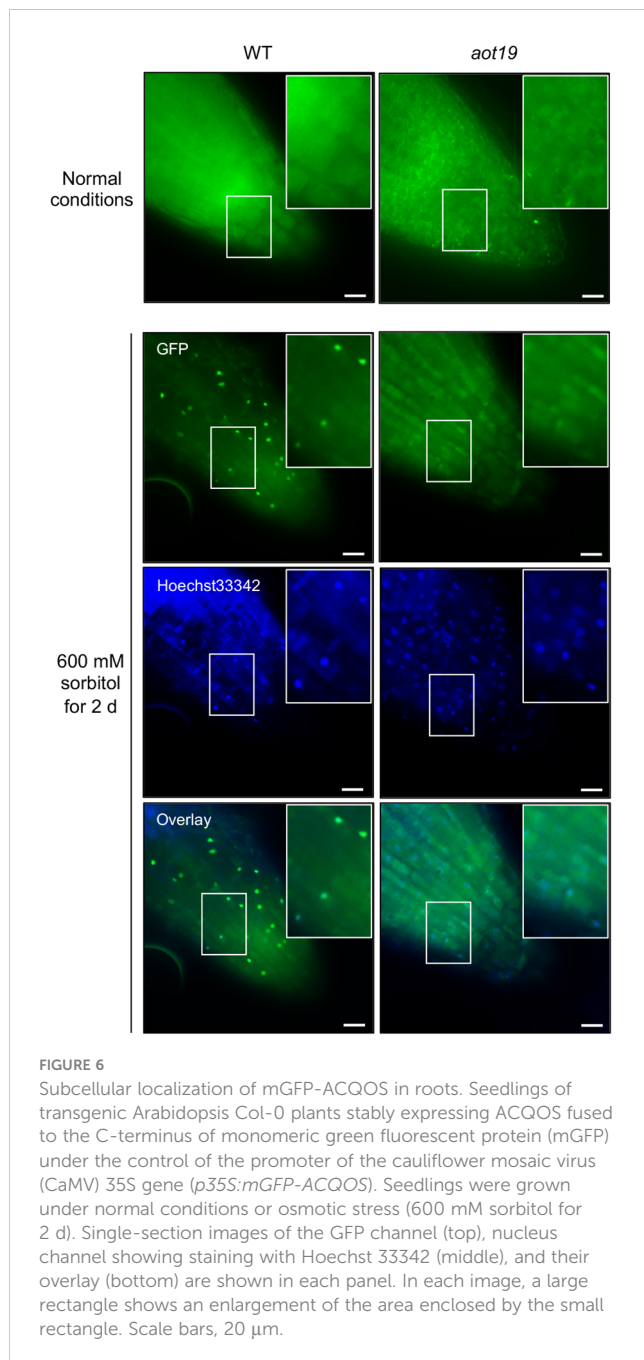 WT
aot19
Normal
conditions
GFP
Hoechst33342
600 mM
sorbitol
for 2 d
Overlay
FIGURE 6
Subcellular localization of mGFP-ACQOS in roots. Seedlings of
transgenic Arabidopsis Col-0 plants stably expressing ACQOS fused
to the C-terminus of monomeric green fluorescent protein (mGFP)
under the control of the promoter of the cauliflower mosaic virus
(CaMV) 35S gene (p35S:mGFP-ACQOS). Seedlings were grown
under normal conditions or osmotic stress (600 mM sorbitol for
2 d). Single-section images of the GFP channel (top), nucleus
channel showing staining with Hoechst 33342 (middle), and their
overlay (bottom) are shown in each panel. In each image, a large
rectangle shows an enlargement of the area enclosed by the small
rectangle. Scale bars, 20 μm.